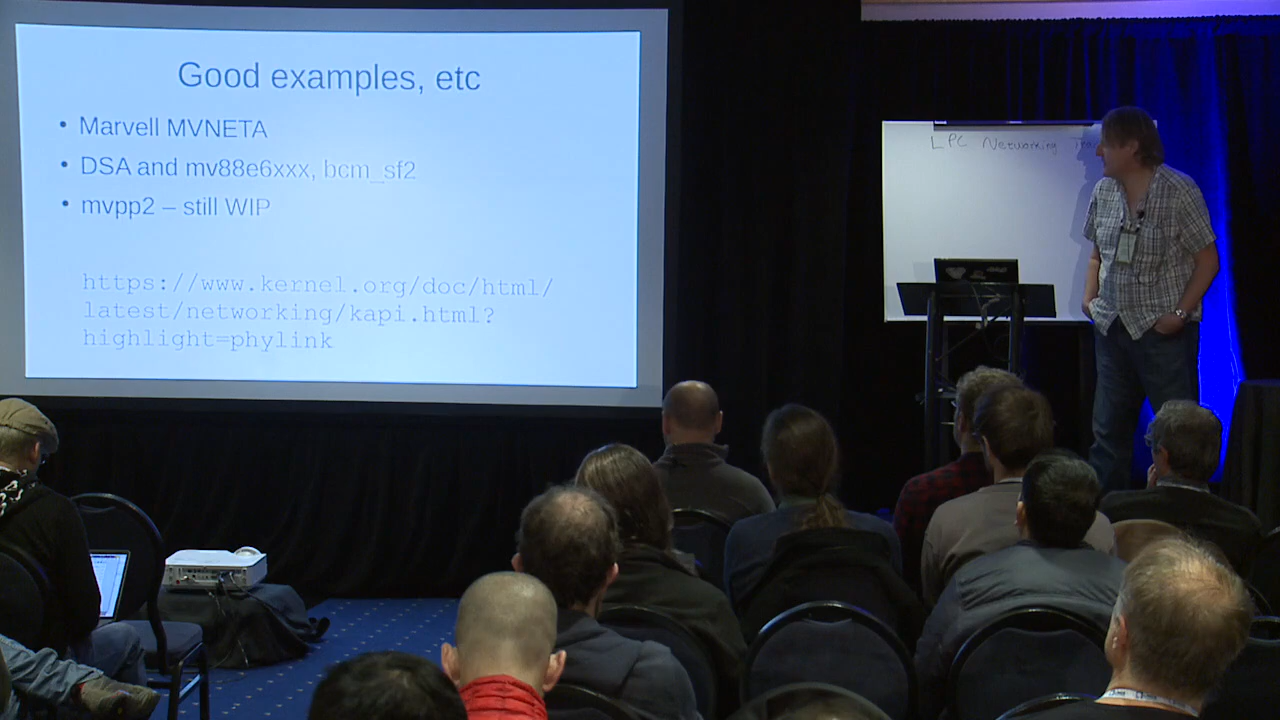 Good examples, etc
• Marvell MVNETA
• DSA and mv88e6xxx, bcm_sf2
• mvpp2 – still WIP
https://www.kernel.org/doc/html/
latest/networking/kapi.html?
highlight=phylink
LPC Networking